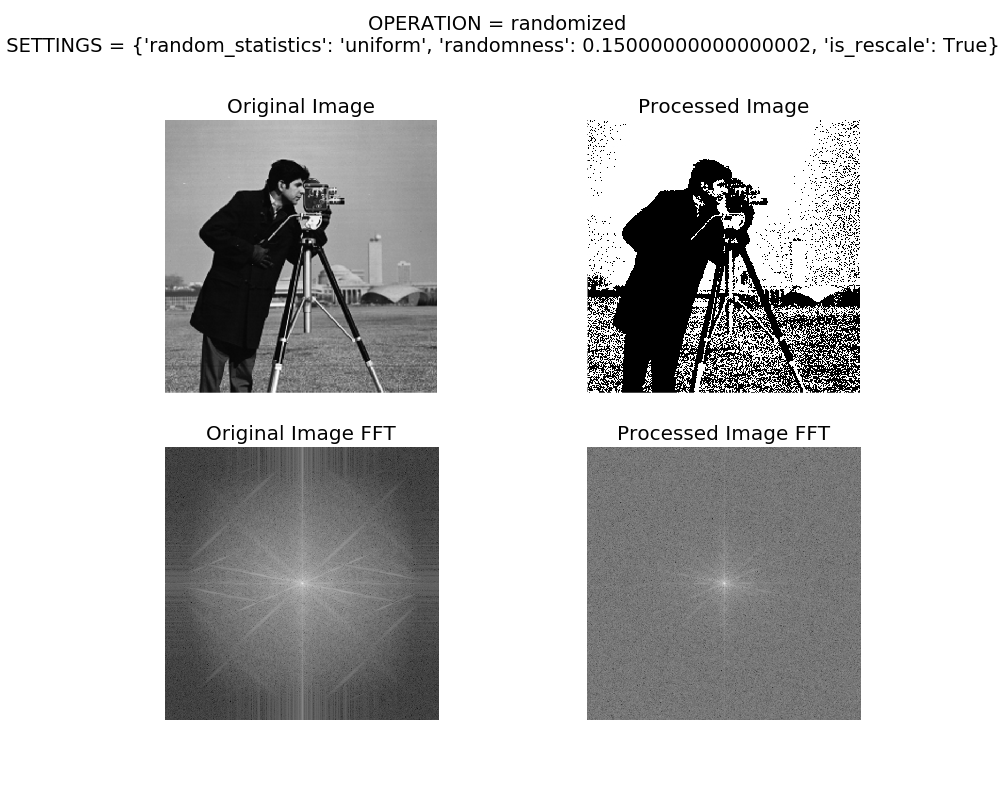 OPERATION = randomized
SETTINGS = {'random_statistics': 'uniform', 'randomness': 0.15000000000000002, 'is_rescale': True}
Original Image
Processed Image
Original Image FFT
Processed Image FFT